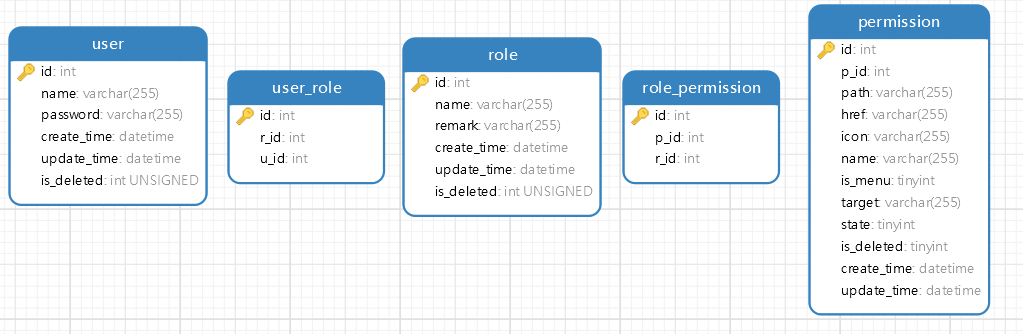 user
id: int
name: varchar(255)
password: varchar(255)
create_time: datetime
update_time: datetime
is_deleted: int UNSIGNED
user_role
id: int
r_id: int
u_id: int
role
id: int
name: varchar(255)
remark: varchar(255)
create_time: datetime
update_time: datetime
is_deleted: int UNSIGNED
role_permission
id: int
p_id: int
r_id: int
permission
id: int
p_id: int
path: varchar(255)
href: varchar(255)
icon: varchar(255)
name: varchar(255)
is_menu: tinyint
target: varchar(255)
state: tinyint
is_deleted: tinyint
create_time: datetime
update_time: datetime